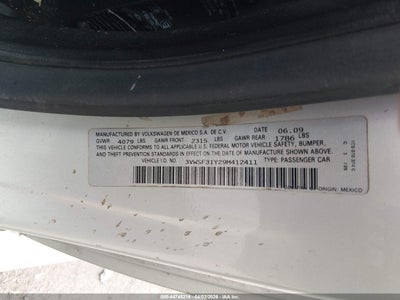 MANUFACTURED BY VOLKSWAGEN DE MEXICO S.A. DE C.V. 06.09
GVWR 4079 LBS GAWR FRONT 2315 LBS GAWR REAR 1786 LBS
THIS VEHICLE CONFORMS TO ALL APPLICABLE U.S. FEDERAL MOTOR VEHICLE SAFETY, BUMPER,
AND THEFT PREVENTION STANDARDS IN EFFECT ON THE DATE OF MANUFACTURE SHOWN ABOVE.
VEHICLE I.D. NO.: 3VWSF31Y29M412411 TYPE: PASSENGER CAR
ORIGIN: MEXICO